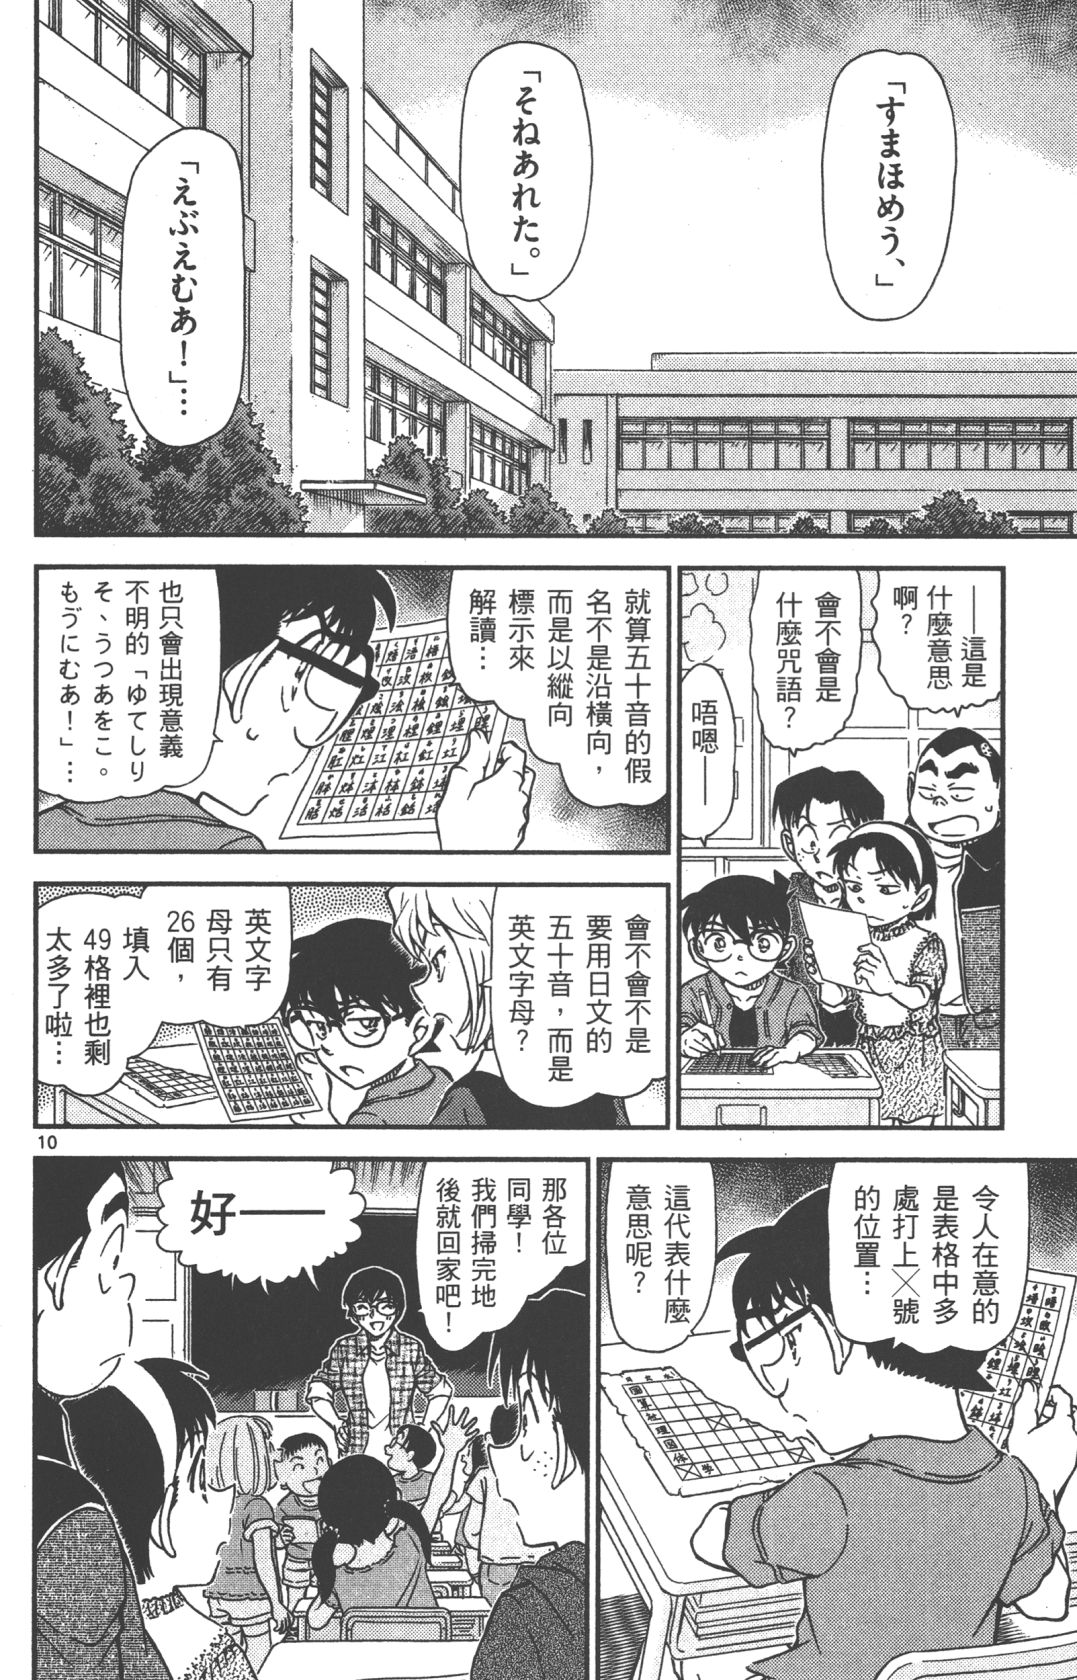 「すまほめう、」
「そねあれた。」
「えぶえむあ！」…
——這是
什麼意思
啊？
會不會是
什麼咒語？
唔嗯——
就算五十音的假
名不是沿橫向，
而是以縱向
標示來
解讀…
也只會出現意義
不明的「ゆてしり
そ、うつあをこ。
もう゛にむあ！」…
會不會不是
要用日文的
五十音，而是
英文字母？
英文字
母只有
26個，
填入
49格裡也剩
太多了啦…
10
令人在意的
是表格中多
處打上╳號
的位置…
這代表什麼
意思呢？
那各位
同學！
我們掃完地
後就回家吧！
好——